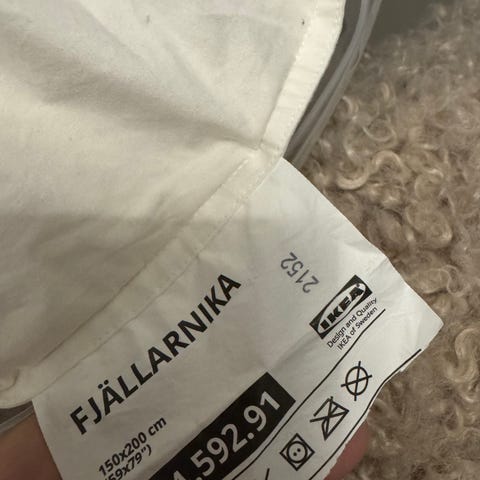 FJÄLLARNIKA
2152
IKEA
Design and Quality
IKEA of Sweden
150x200 cm
59x79")
.592.91